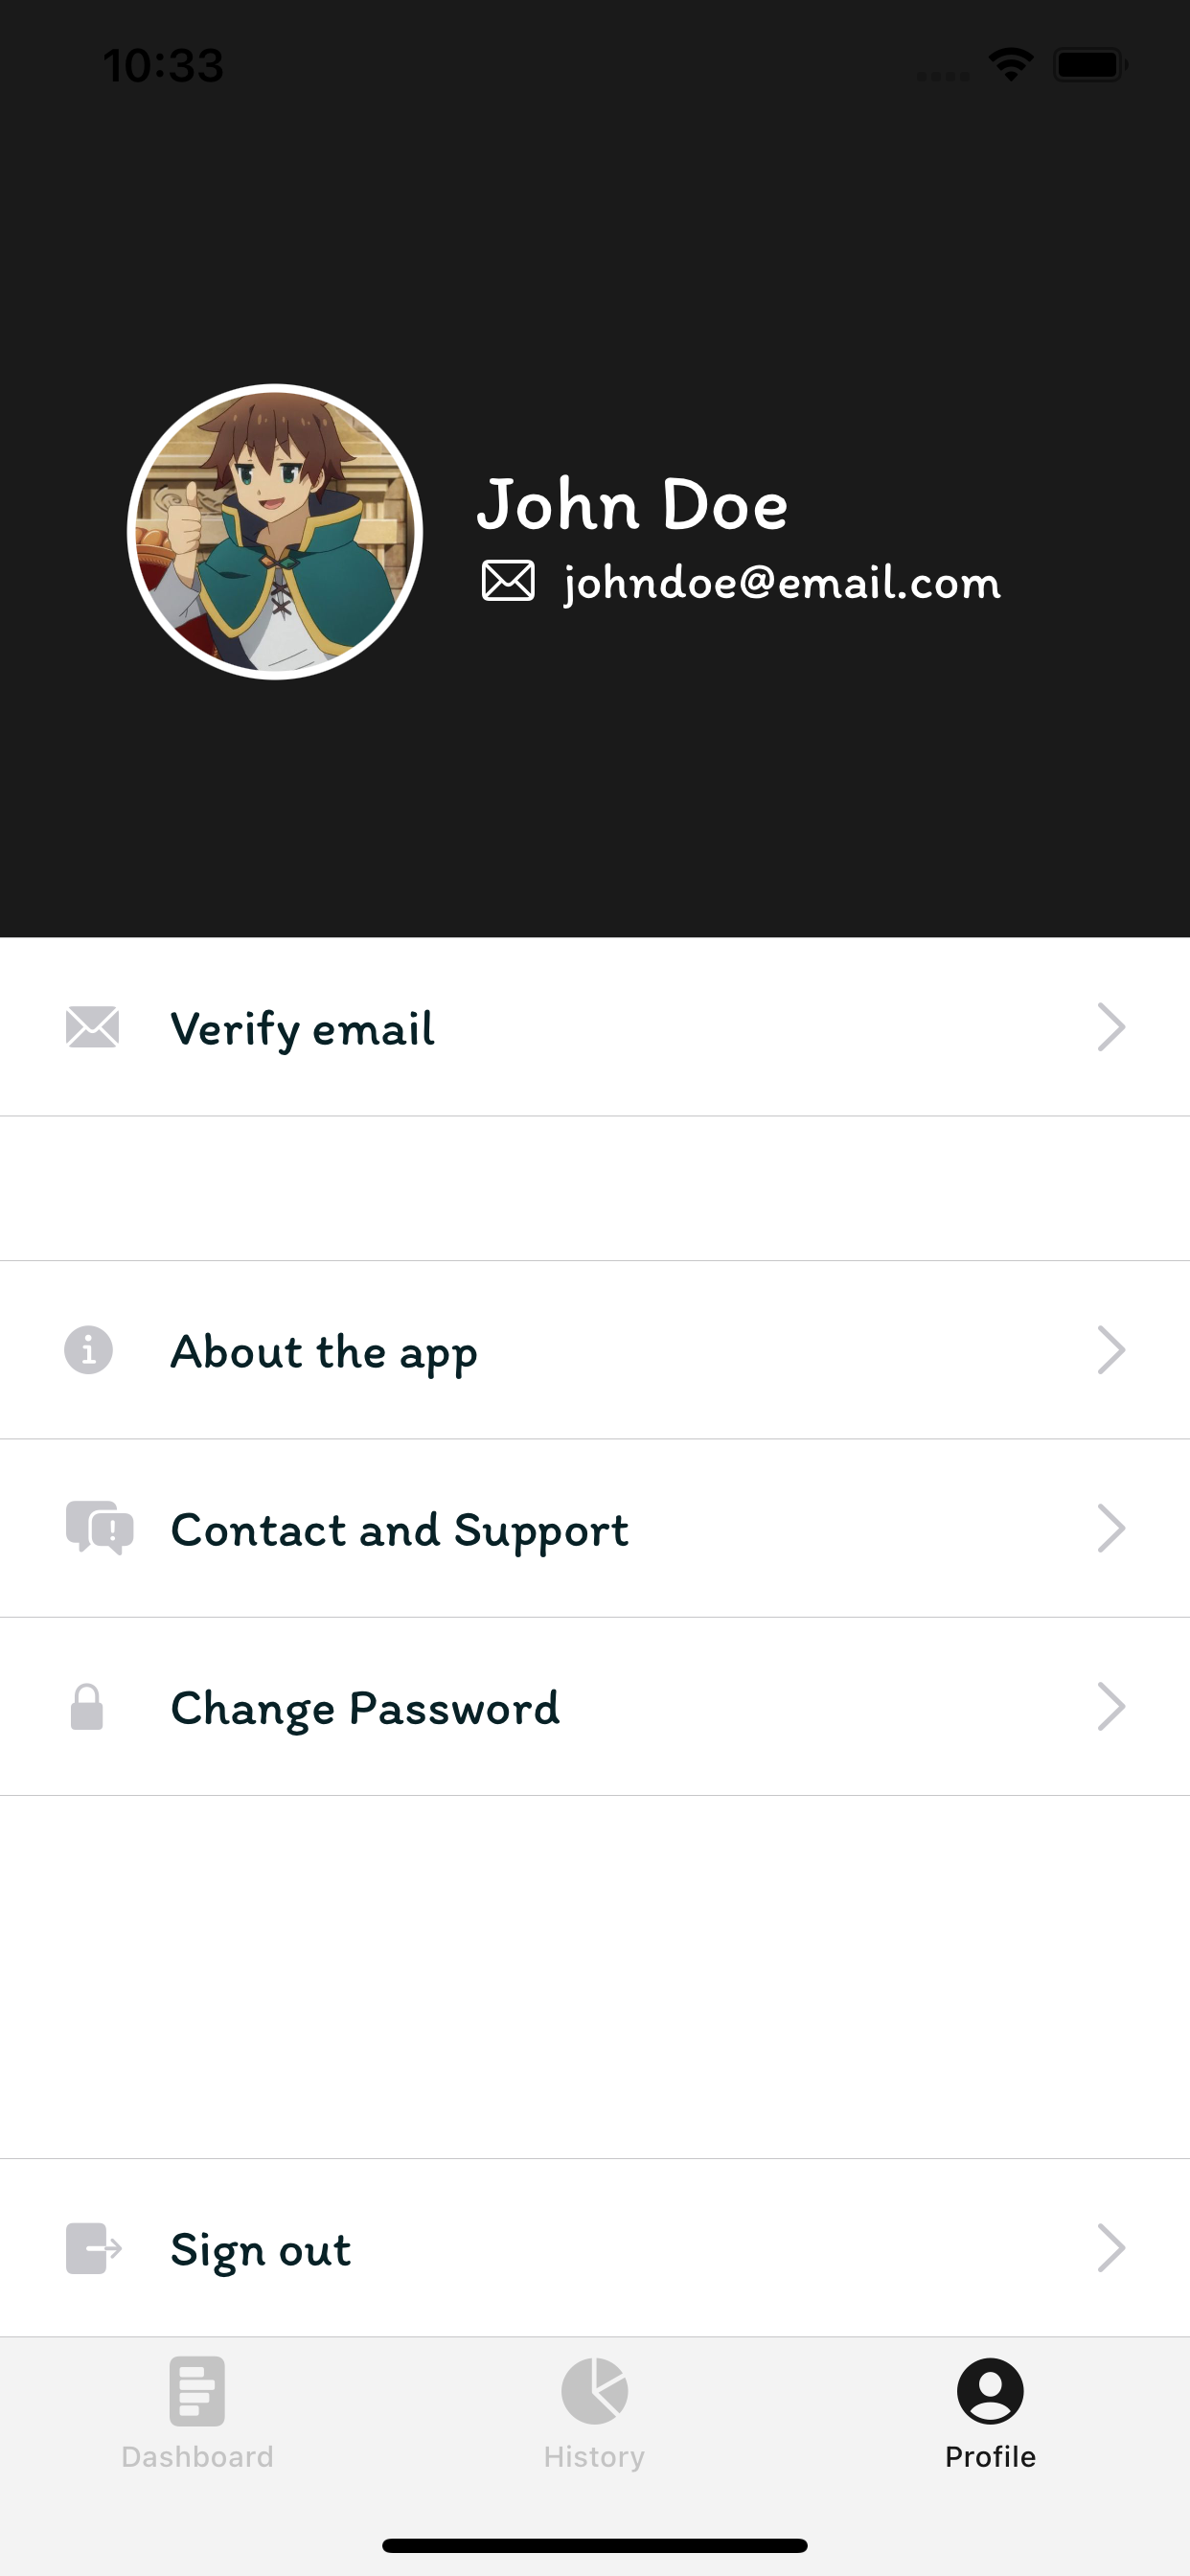 10:33
John Doe
johndoe@email.com
Verify email
About the app
Contact and Support
Change Password
Sign out
Dashboard History Profile